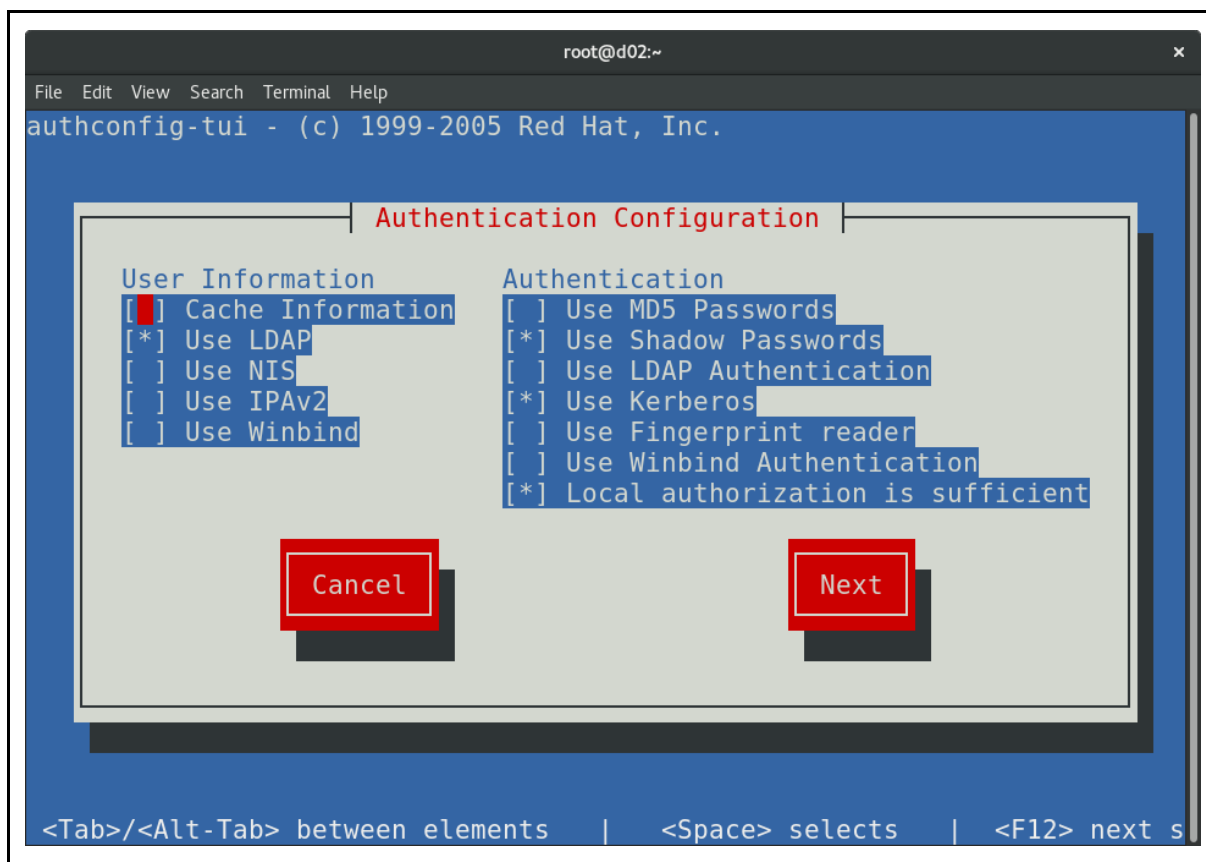 root@d02:~ ×
File Edit View Search Terminal Help
authconfig-tui - (c) 1999-2005 Red Hat, Inc.
Authentication Configuration
User Information
[ ] Cache Information
[*] Use LDAP
[ ] Use NIS
[ ] Use IPAv2
[ ] Use Winbind
Authentication
[ ] Use MD5 Passwords
[*] Use Shadow Passwords
[ ] Use LDAP Authentication
[*] Use Kerberos
[ ] Use Fingerprint reader
[ ] Use Winbind Authentication
[*] Local authorization is sufficient
Cancel
Next
<Tab>/<Alt-Tab> between elements | <Space> selects | <F12> next s